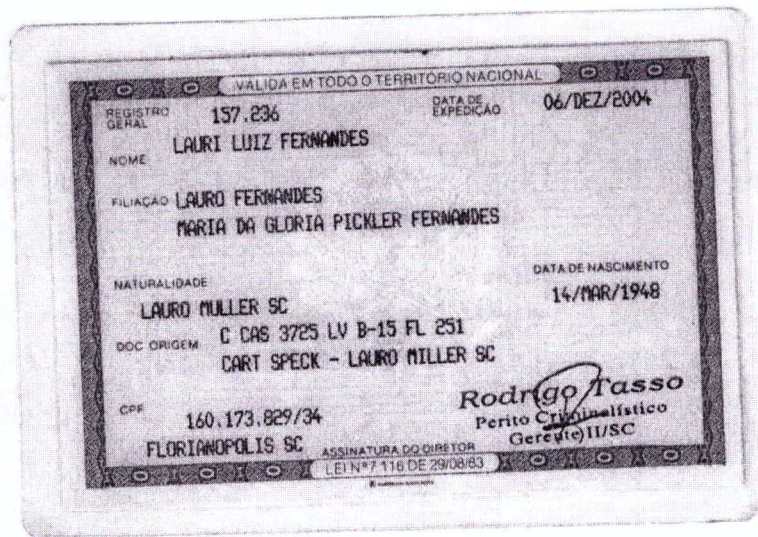 VÁLIDA EM TODO O TERRITÓRIO NACIONAL
REGISTRO GERAL 157.236 DATA DE EXPEDIÇÃO 06/DEZ/2004
NOME LAURI LUIZ FERNANDES
FILIAÇÃO LAURO FERNANDES
MARIA DA GLORIA PICKLER FERNANDES
NATURALIDADE DATA DE NASCIMENTO
LAURO MULLER SC 14/MAR/1948
DOC ORIGEM C CAS 3725 LV B-15 FL 251
CART SPECK - LAURO MILLER SC
CPF 160.173.829/34
Rodrigo Tasso
Perito Criminalístico
Gerente II/SC
FLORIANOPOLIS SC
ASSINATURA DO DIRETOR
LEI Nº 7.116 DE 29/08/83